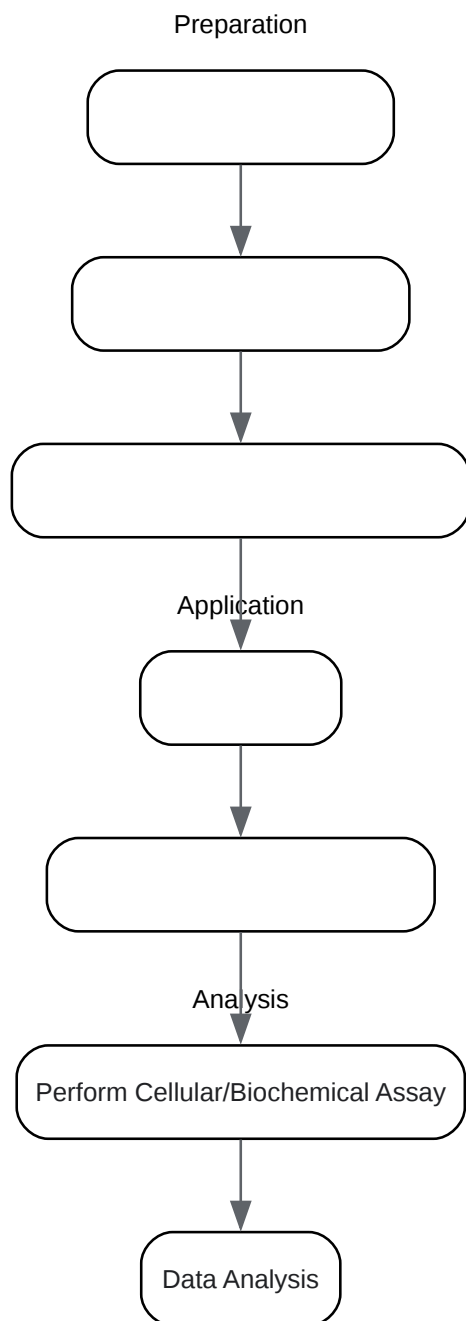 Preparation
Application
Analysis
Perform Cellular/Biochemical Assay
Data Analysis